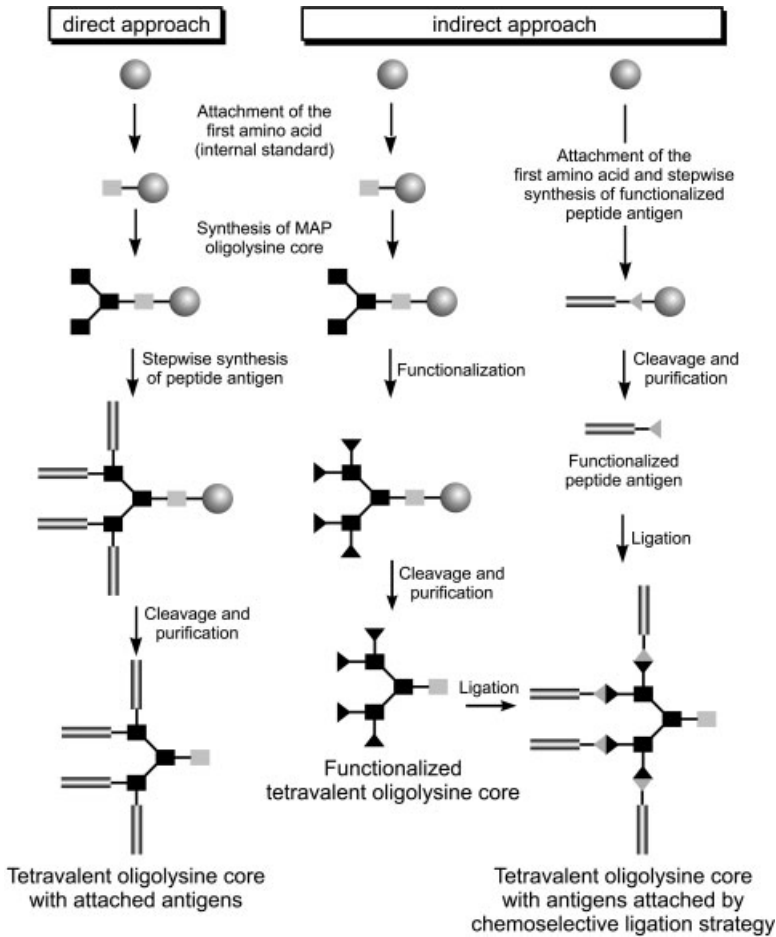 direct approach
indirect approach
Attachment of the
first amino acid
(internal standard)
Attachment of the
first amino acid and stepwise
synthesis of functionalized
peptide antigen
Synthesis of MAP
oligolysine core
Stepwise synthesis
of peptide antigen
Functionalization
Cleavage and
purification
Functionalized
peptide antigen
Ligation
Cleavage and
purification
Cleavage and
purification
Ligation
Functionalized
tetravalent oligolysine core
Tetravalent oligolysine core
with attached antigens
Tetravalent oligolysine core
with antigens attached by
chemoselective ligation strategy